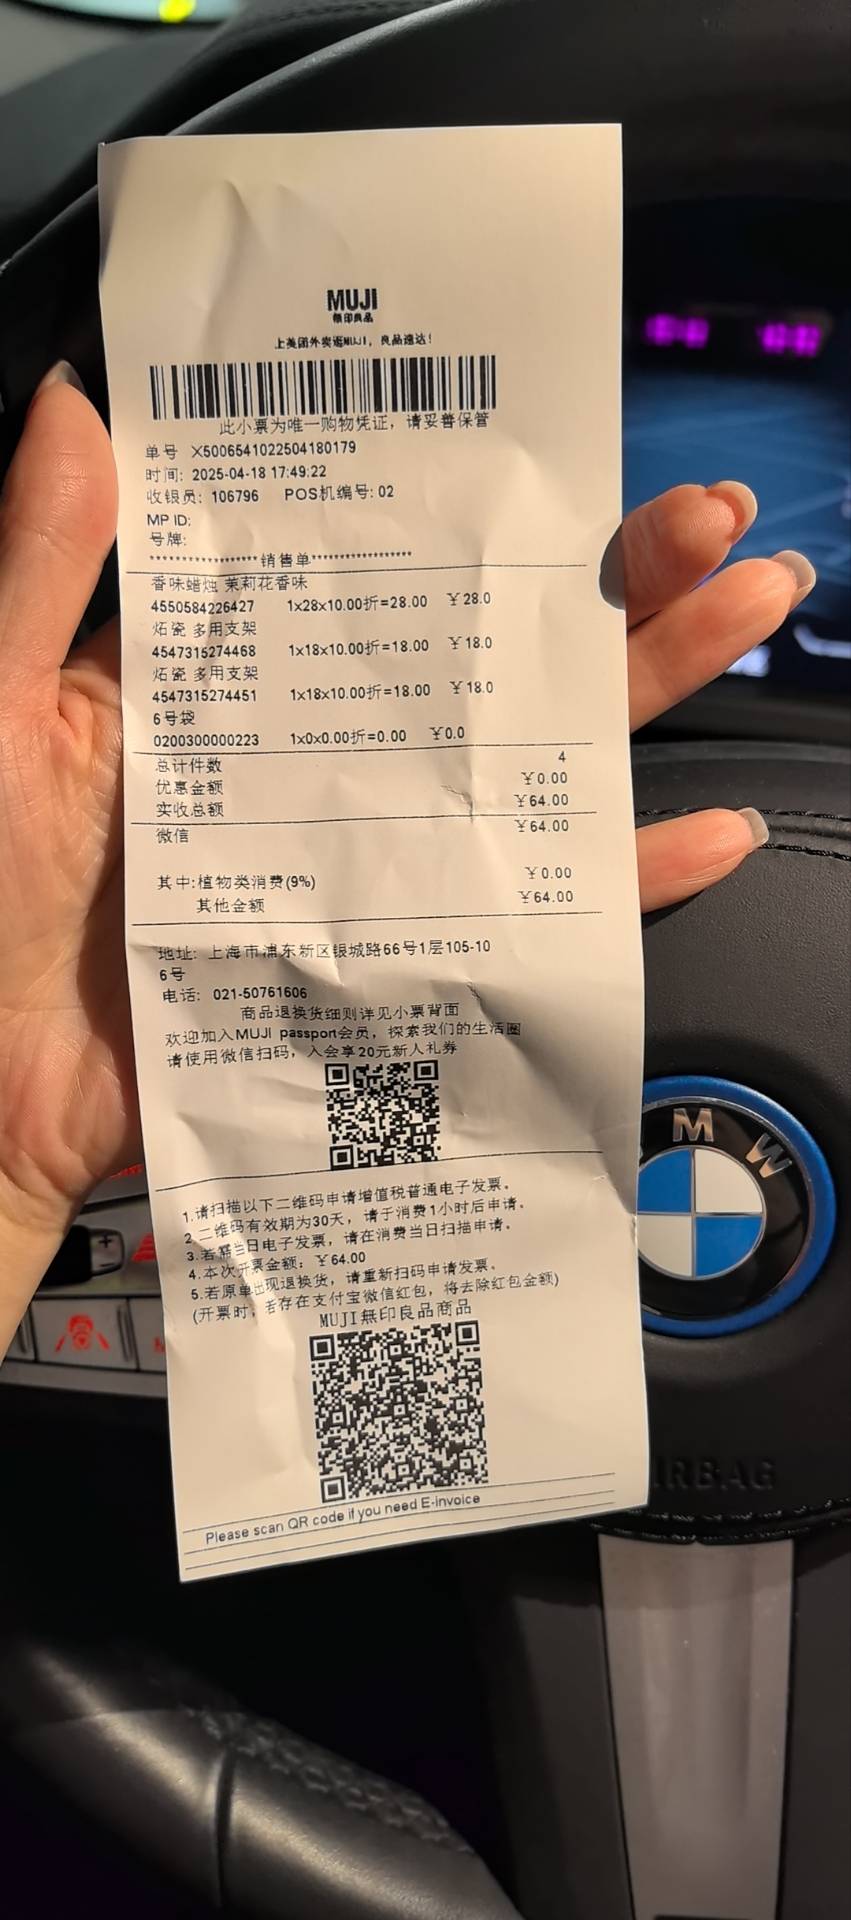 MUJI
無印良品
上美团外卖逛MUJI，良品速达！
此小票为唯一购物凭证，请妥善保管
单号 X5006541022504180179
时间: 2025-04-18 17:49:22
收银员: 106796 POS机编号: 02
MP ID:
号牌:
******************销售单******************
香味蜡烛 茉莉花香味
4550584226427 1x28x10.00折=28.00 ￥28.0
炻瓷 多用支架
4547315274468 1x18x10.00折=18.00 ￥18.0
炻瓷 多用支架
4547315274451 1x18x10.00折=18.00 ￥18.0
6号袋
0200300000223 1x0x0.00折=0.00 ￥0.0
总计件数 4
优惠金额 ￥0.00
实收总额 ￥64.00
微信 ￥64.00
其中:植物类消费(9%) ￥0.00
其他金额 ￥64.00
地址: 上海市浦东新区银城路66号1层105-10
6号
电话: 021-50761606
商品退换货细则详见小票背面
欢迎加入MUJI passport会员，探索我们的生活圈
请使用微信扫码，入会享20元新人礼券
1.请扫描以下二维码申请增值税普通电子发票。
2.二维码有效期为30天，请于消费1小时后申请。
3.若需当日电子发票，请在消费当日扫描申请。
4.本次开票金额: ￥64.00
5.若原单出现退换货，请重新扫码申请发票。
(开票时，若存在支付宝微信红包，将去除红包金额)
MUJI無印良品商品
Please scan QR code if you need E-invoice
M W
AIRBAG